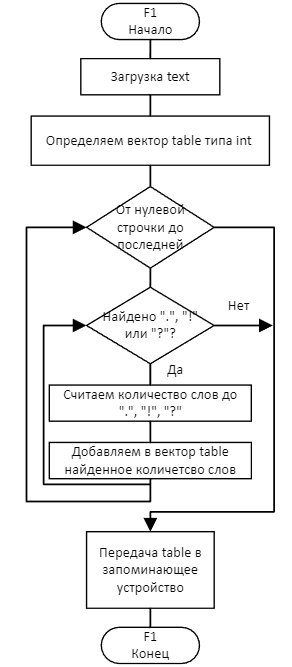 F1
Начало
Загрузка text
Определяем вектор table типа int
От нулевой
строчки до
последней
Найдено ".", "!"
или "?"?
Нет
Да
Считаем количество слов до
".", "!", "?"
Добавляем в вектор table
найденное количетсво слов
Передача table в
запоминающее
устройство
F1
Конец